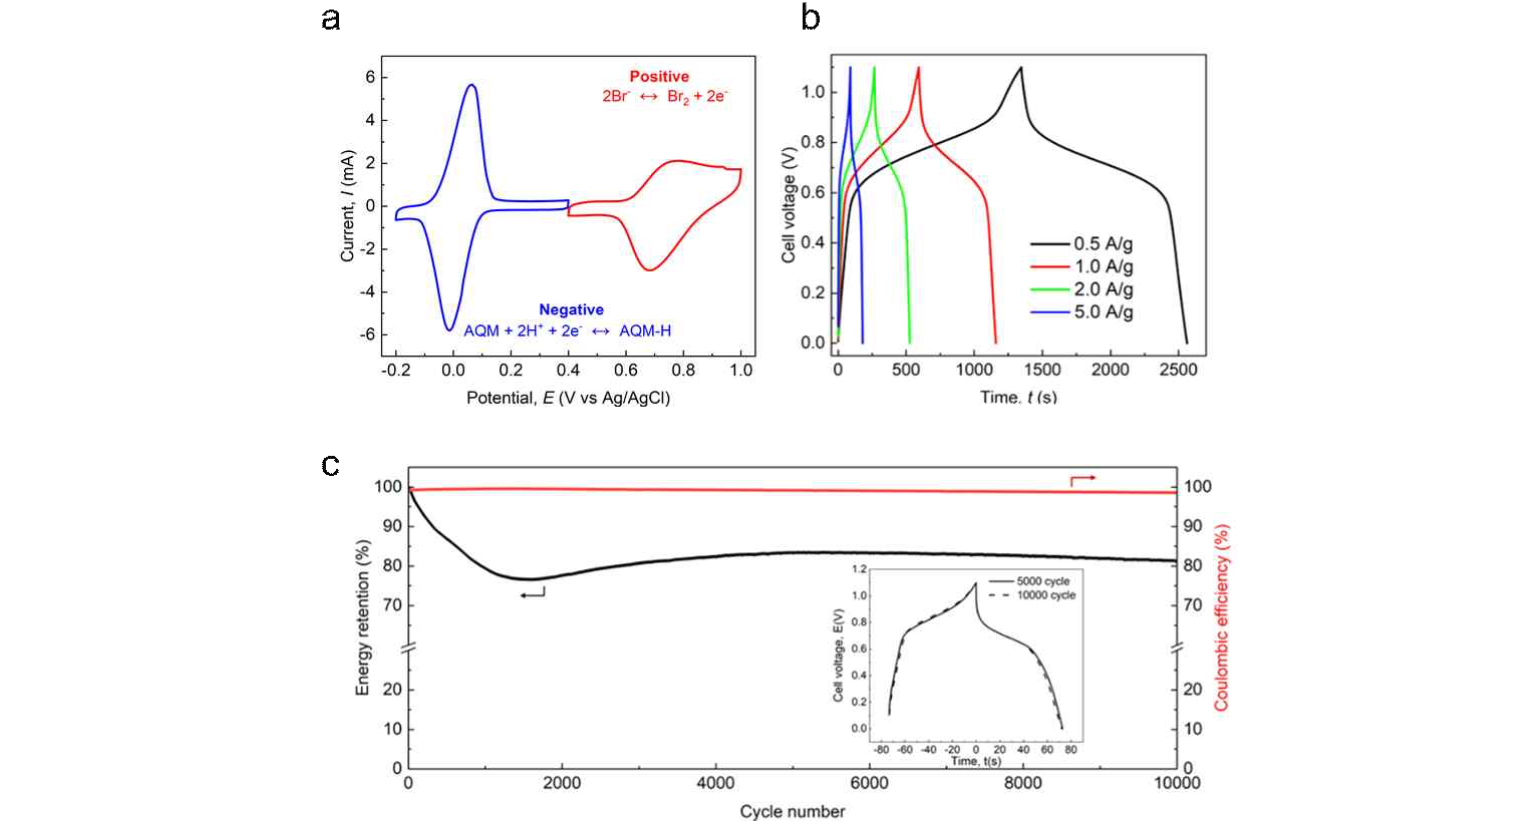 a
6
4
2
0
-2
-4
-6
Current, I (mA)
Positive
2Br- ↔ Br2 + 2e-
Negative
AQM + 2H+ + 2e- ↔ AQM-H
-0.2 0.0 0.2 0.4 0.6 0.8 1.0
Potential, E (V vs Ag/AgCl)
b
1.0
0.8
0.6
0.4
0.2
0.0
Cell voltage (V)
0.5 A/g
1.0 A/g
2.0 A/g
5.0 A/g
0 500 1000 1500 2000 2500
Time. t (s)
c
100
90
80
70
20
10
0
Energy retention (%)
100
90
80
70
20
10
0
Coulombic efficiency (%)
1.2
1.0
0.8
0.6
0.4
0.2
0.0
Cell voltage, E(V)
5000 cycle
10000 cycle
-80 -60 -40 -20 0 20 40 60 80
Time, t(s)
0 2000 4000 6000 8000 10000
Cycle number